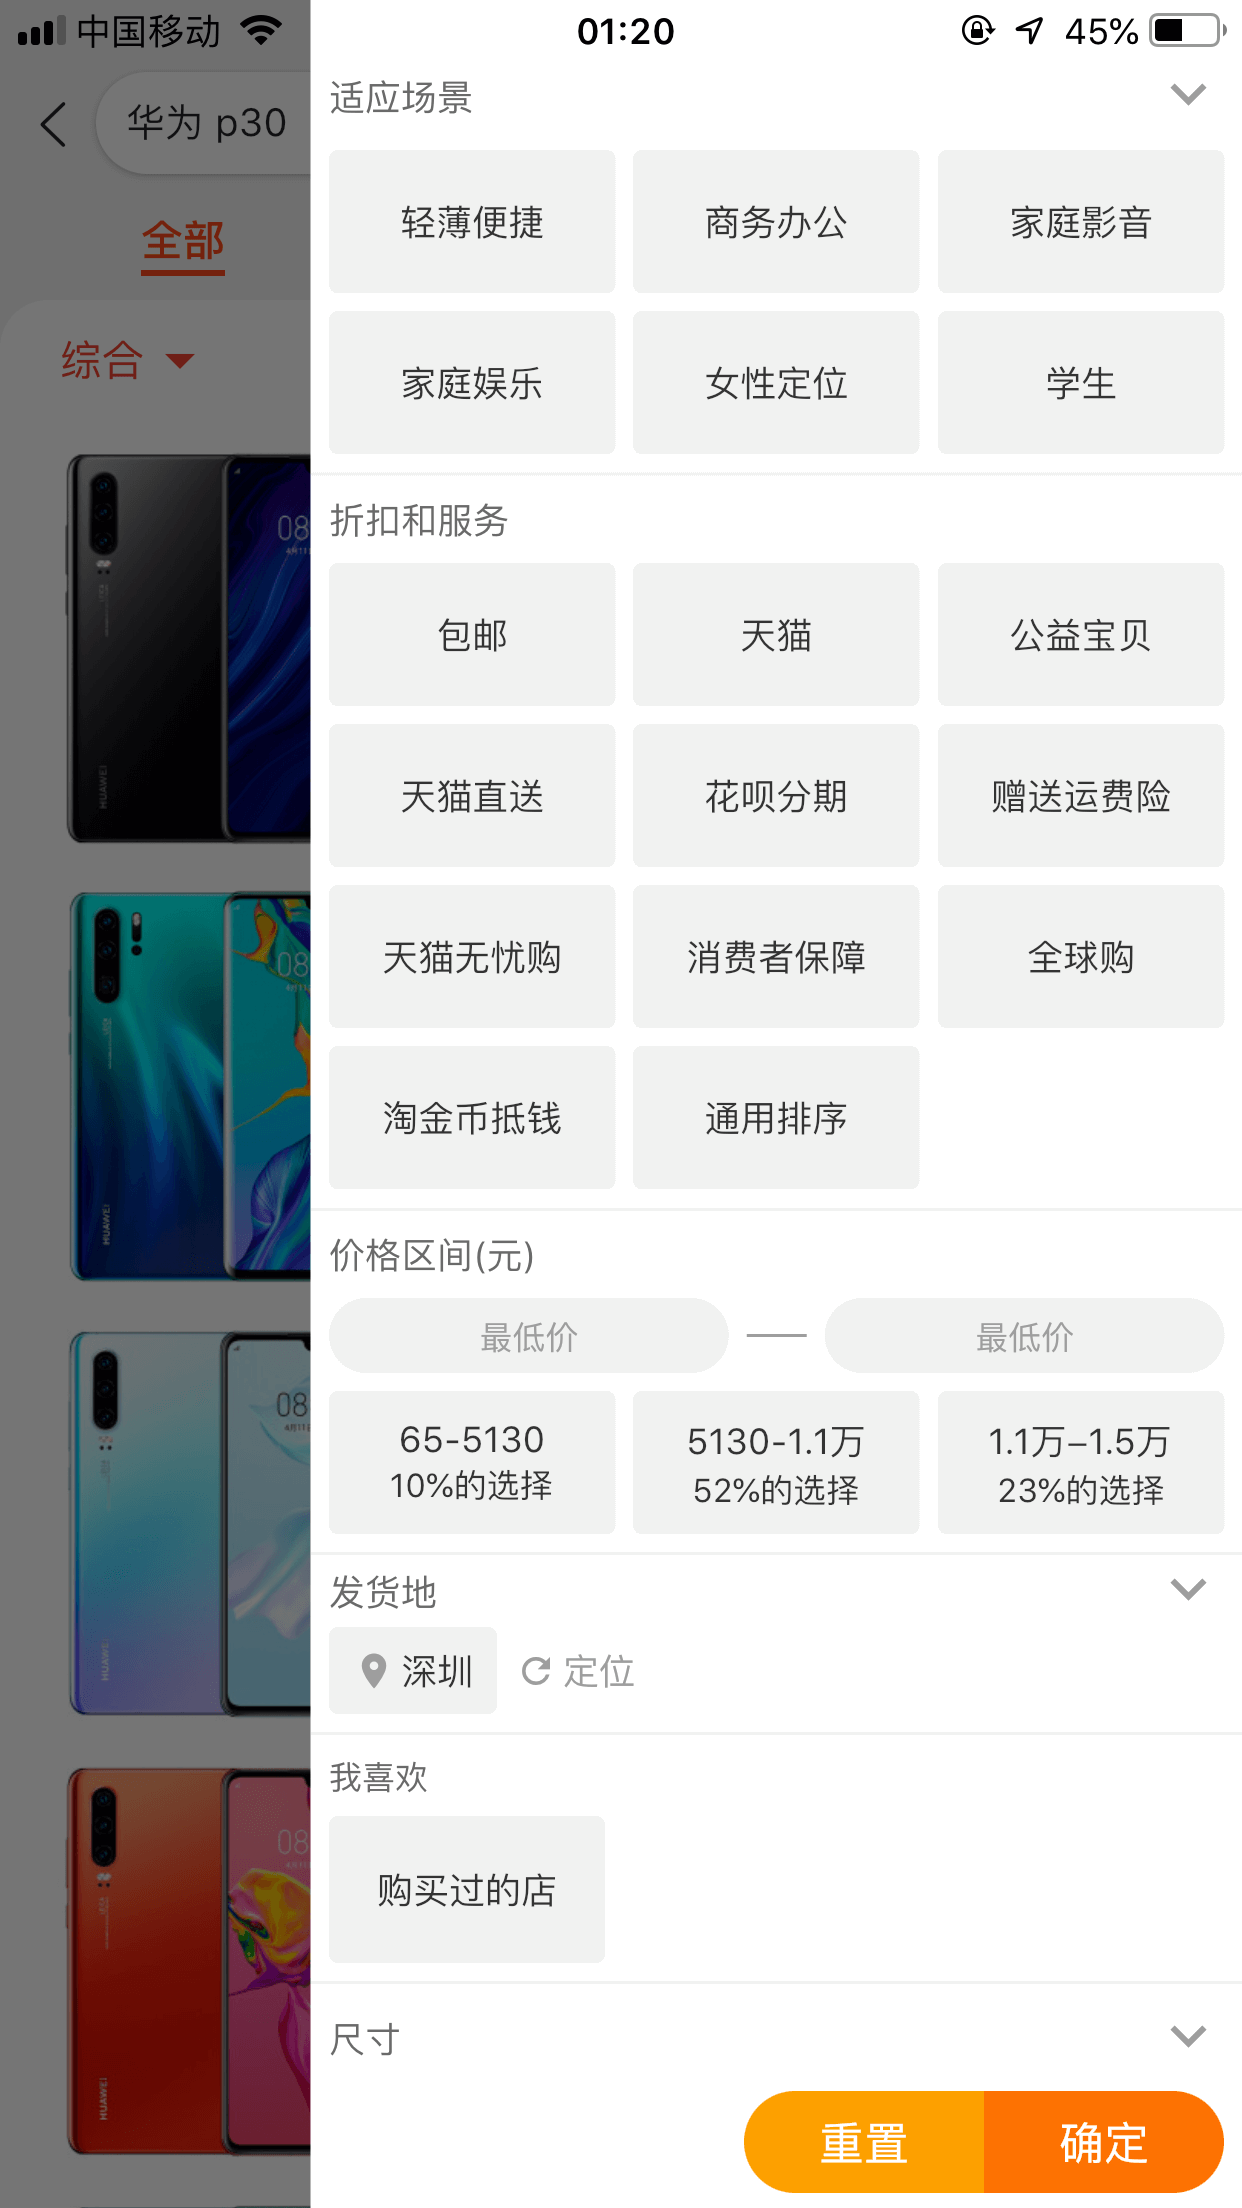 中国移动
01:20
45%
华为 p30
全部
综合
适应场景
轻薄便捷
商务办公
家庭影音
家庭娱乐
女性定位
学生
折扣和服务
包邮
天猫
公益宝贝
天猫直送
花呗分期
赠送运费险
天猫无忧购
消费者保障
全球购
淘金币抵钱
通用排序
价格区间(元)
最低价
最低价
65-5130
10%的选择
5130-1.1万
52%的选择
1.1万–1.5万
23%的选择
发货地
深圳
定位
我喜欢
购买过的店
尺寸
重置
确定
08
HUAWEI
08
HUAWEI
08
HUAWEI
08
HUAWEI